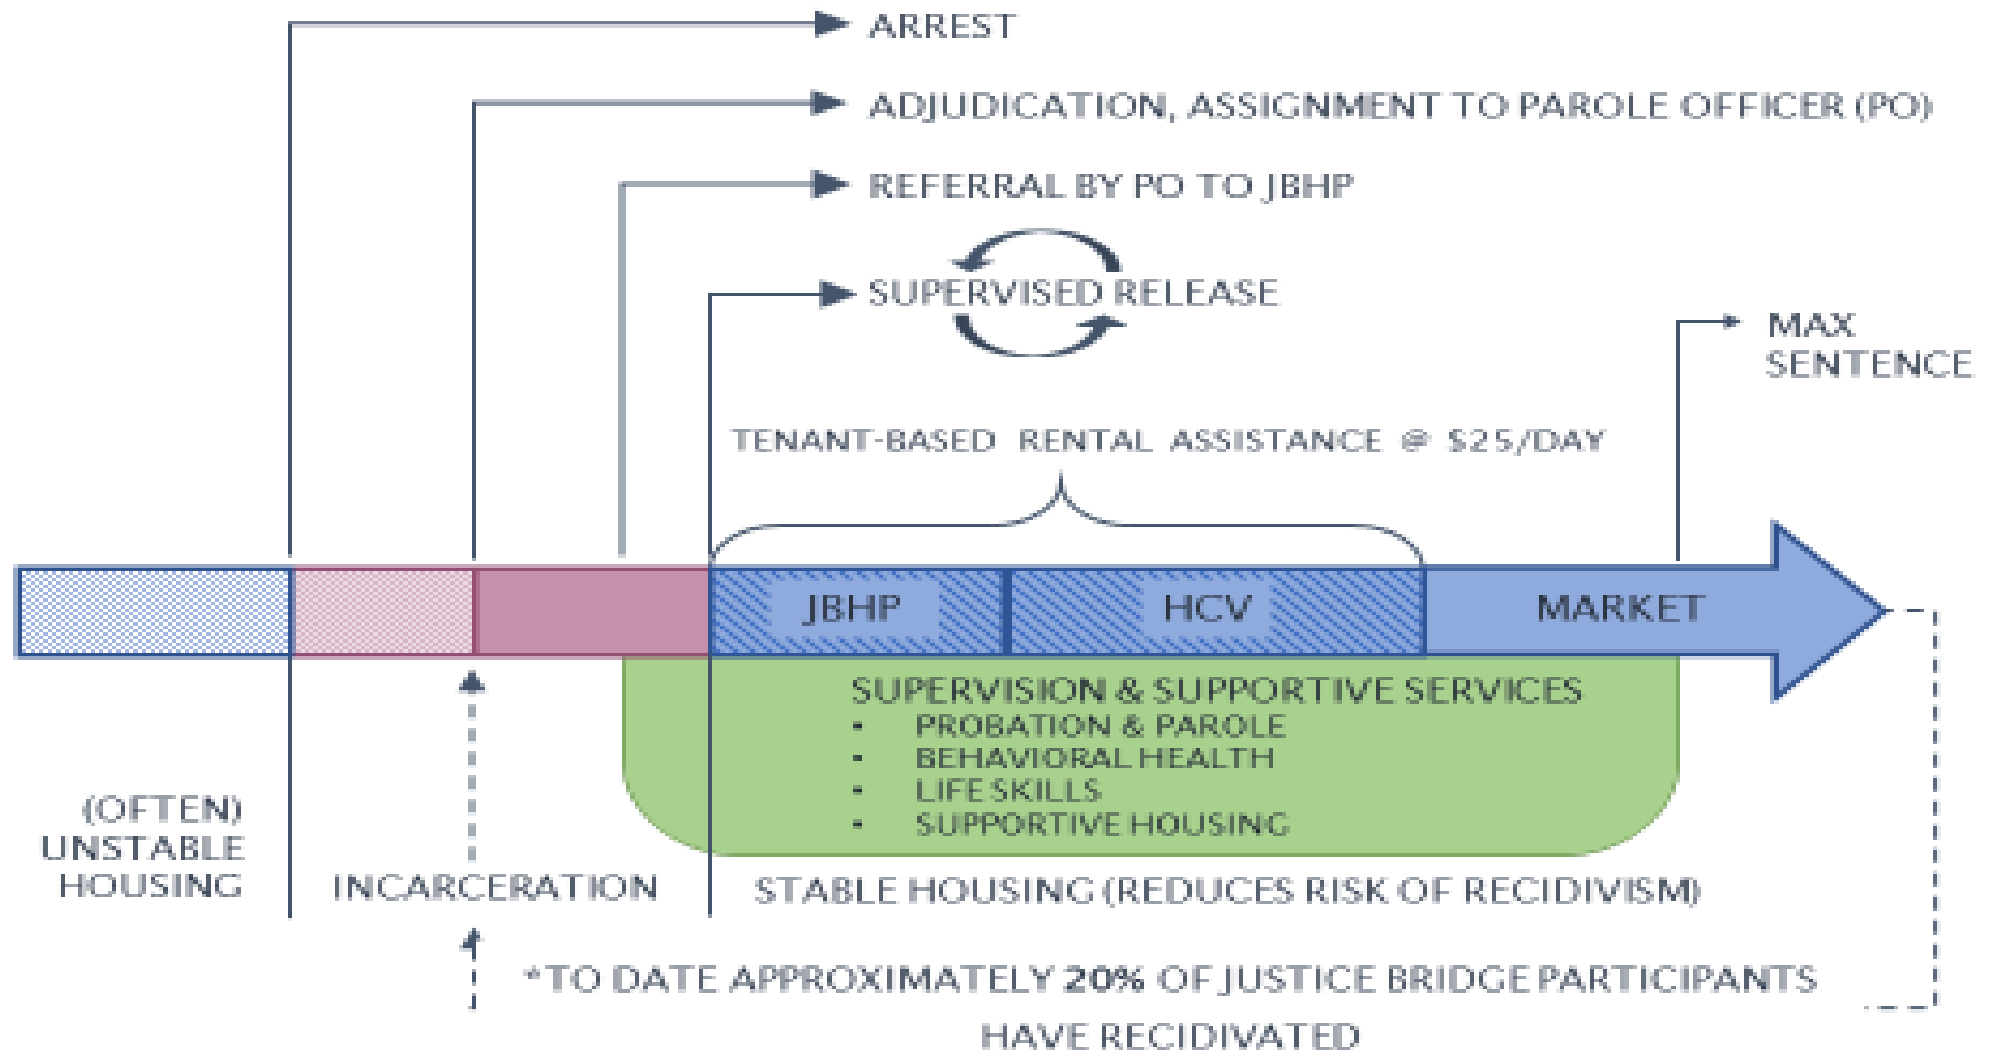 ARREST
ADJUDICATION, ASSIGNMENT TO PAROLE OFFICER (PO)
REFERRAL BY PO TO JBHP
SUPERVISED RELEASE
MAX
SENTENCE
TENANT-BASED RENTAL ASSISTANCE @ $25/DAY
JBHP
HCV
MARKET
SUPERVISION & SUPPORTIVE SERVICES
▪ PROBATION & PAROLE
▪ BEHAVIORAL HEALTH
▪ LIFE SKILLS
▪ SUPPORTIVE HOUSING
(OFTEN)
UNSTABLE
HOUSING
INCARCERATION
STABLE HOUSING (REDUCES RISK OF RECIDIVISM)
*TO DATE APPROXIMATELY 20% OF JUSTICE BRIDGE PARTICIPANTS
HAVE RECIDIVATED